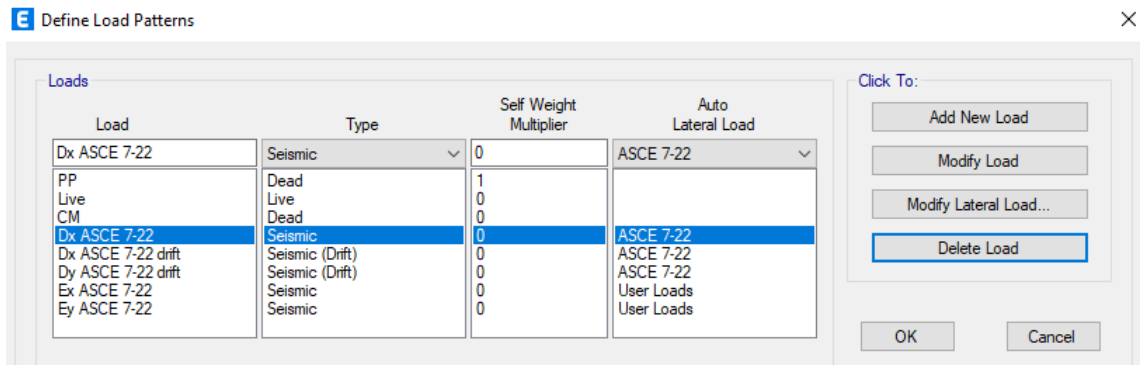 E Define Load Patterns
Loads
Click To:
Load Type Self Weight Multiplier Auto Lateral Load
Dx ASCE 7-22 Seismic 0 ASCE 7-22
PP Dead 1
Live Live 0
CM Dead 0
Dx ASCE 7-22 Seismic 0 ASCE 7-22
Dx ASCE 7-22 drift Seismic (Drift) 0 ASCE 7-22
Dy ASCE 7-22 drift Seismic (Drift) 0 ASCE 7-22
Ex ASCE 7-22 Seismic 0 User Loads
Ey ASCE 7-22 Seismic 0 User Loads
Add New Load
Modify Load
Modify Lateral Load...
Delete Load
OK Cancel